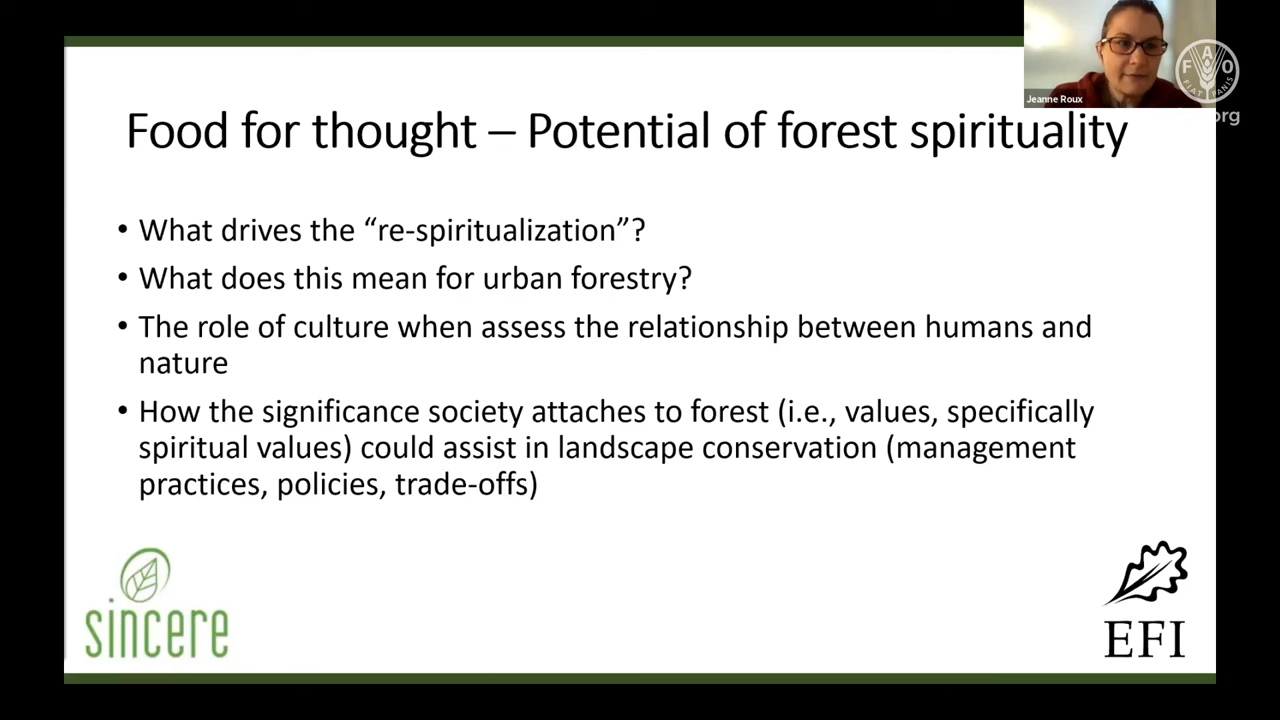 Jeanne Roux
FAO
FIAT PANIS
org
Food for thought – Potential of forest spirituality
• What drives the “re-spiritualization”?
• What does this mean for urban forestry?
• The role of culture when assess the relationship between humans and
nature
• How the significance society attaches to forest (i.e., values, specifically
spiritual values) could assist in landscape conservation (management
practices, policies, trade-offs)
sincere
EFI